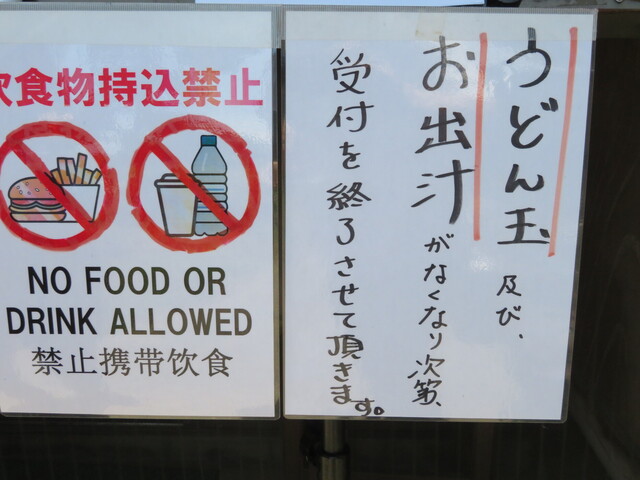 飲食物持込禁止
NO FOOD OR
DRINK ALLOWED
禁止携带饮食
うどん玉及び、
お出汁がなくなり次第、
受付を終了させて頂きます。